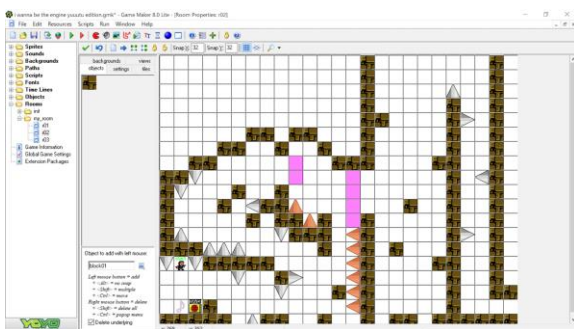 i wanna be the engine yuuutu edition.gmk* - Game Maker 8.0 Lite - [Room Properties: r02]
File Edit Resources Scripts Run Window Help
Snap X: 32 Snap Y: 32
Sprites
Sounds
Backgrounds
Paths
Scripts
Fonts
Time Lines
Objects
Rooms
my_room
r01
r02
r03
Game Information
Global Game Settings
Extension Packages
backgrounds views
objects settings tiles
Object to add with left mouse:
Left mouse button = add
+ <Alt> = no snap
+ <Shift> = multiple
+ <Ctrl> = move
Right mouse button = delete
+ <Shift> = delete all
+ <Ctrl> = popup menu
Delete underlying